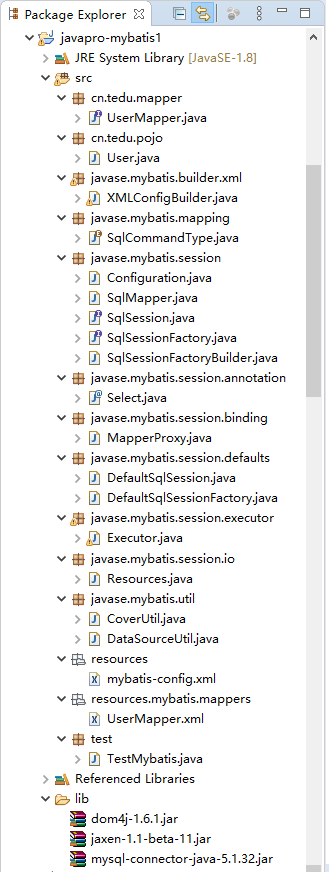 Package Explorer
javapro-mybatis1
JRE System Library [JavaSE-1.8]
src
cn.tedu.mapper
UserMapper.java
cn.tedu.pojo
User.java
javase.mybatis.builder.xml
XMLConfigBuilder.java
javase.mybatis.mapping
SqlCommandType.java
javase.mybatis.session
Configuration.java
SqlMapper.java
SqlSession.java
SqlSessionFactory.java
SqlSessionFactoryBuilder.java
javase.mybatis.session.annotation
Select.java
javase.mybatis.session.binding
MapperProxy.java
javase.mybatis.session.defaults
DefaultSqlSession.java
DefaultSqlSessionFactory.java
javase.mybatis.session.executor
Executor.java
javase.mybatis.session.io
Resources.java
javase.mybatis.util
CoverUtil.java
DataSourceUtil.java
resources
mybatis-config.xml
resources.mybatis.mappers
UserMapper.xml
test
TestMybatis.java
Referenced Libraries
lib
dom4j-1.6.1.jar
jaxen-1.1-beta-11.jar
mysql-connector-java-5.1.32.jar